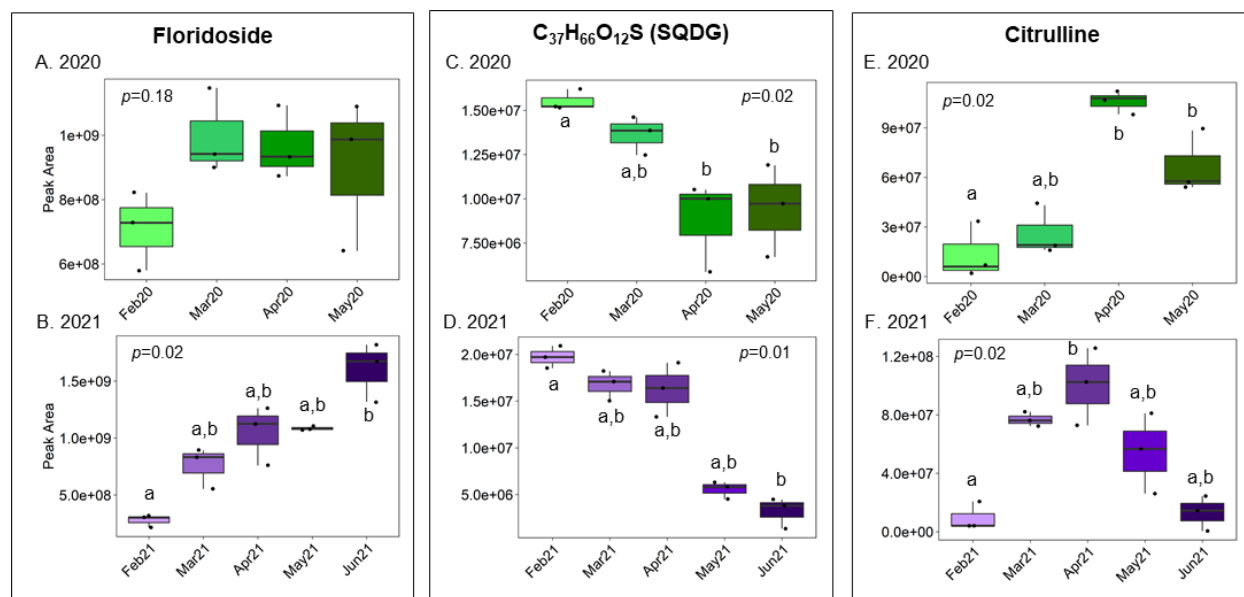 Floridoside
A. 2020
p=0.18
Peak Area
1e+09
8e+08
6e+08
Feb20
Mar20
Apr20
May20
B. 2021
p=0.02
Peak Area
1.5e+09
1.0e+09
5.0e+08
a
a,b
a,b
a,b
b
Feb21
Mar21
Apr21
May21
Jun21
C₃₇H₆₆O₁₂S (SQDG)
C. 2020
p=0.02
1.5e+07
1.25e+07
1.00e+07
7.50e+06
a
a,b
b
b
Feb20
Mar20
Apr20
May20
D. 2021
p=0.01
2.0e+07
1.5e+07
1.0e+07
5.0e+06
a
a,b
a,b
a,b
b
Feb21
Mar21
Apr21
May21
Jun21
Citrulline
E. 2020
p=0.02
9e+07
6e+07
3e+07
0e+00
a
a,b
b
b
Feb20
Mar20
Apr20
May20
F. 2021
p=0.02
1.2e+08
8.0e+07
4.0e+07
0.0e+00
a
a,b
b
a,b
a,b
Feb21
Mar21
Apr21
May21
Jun21